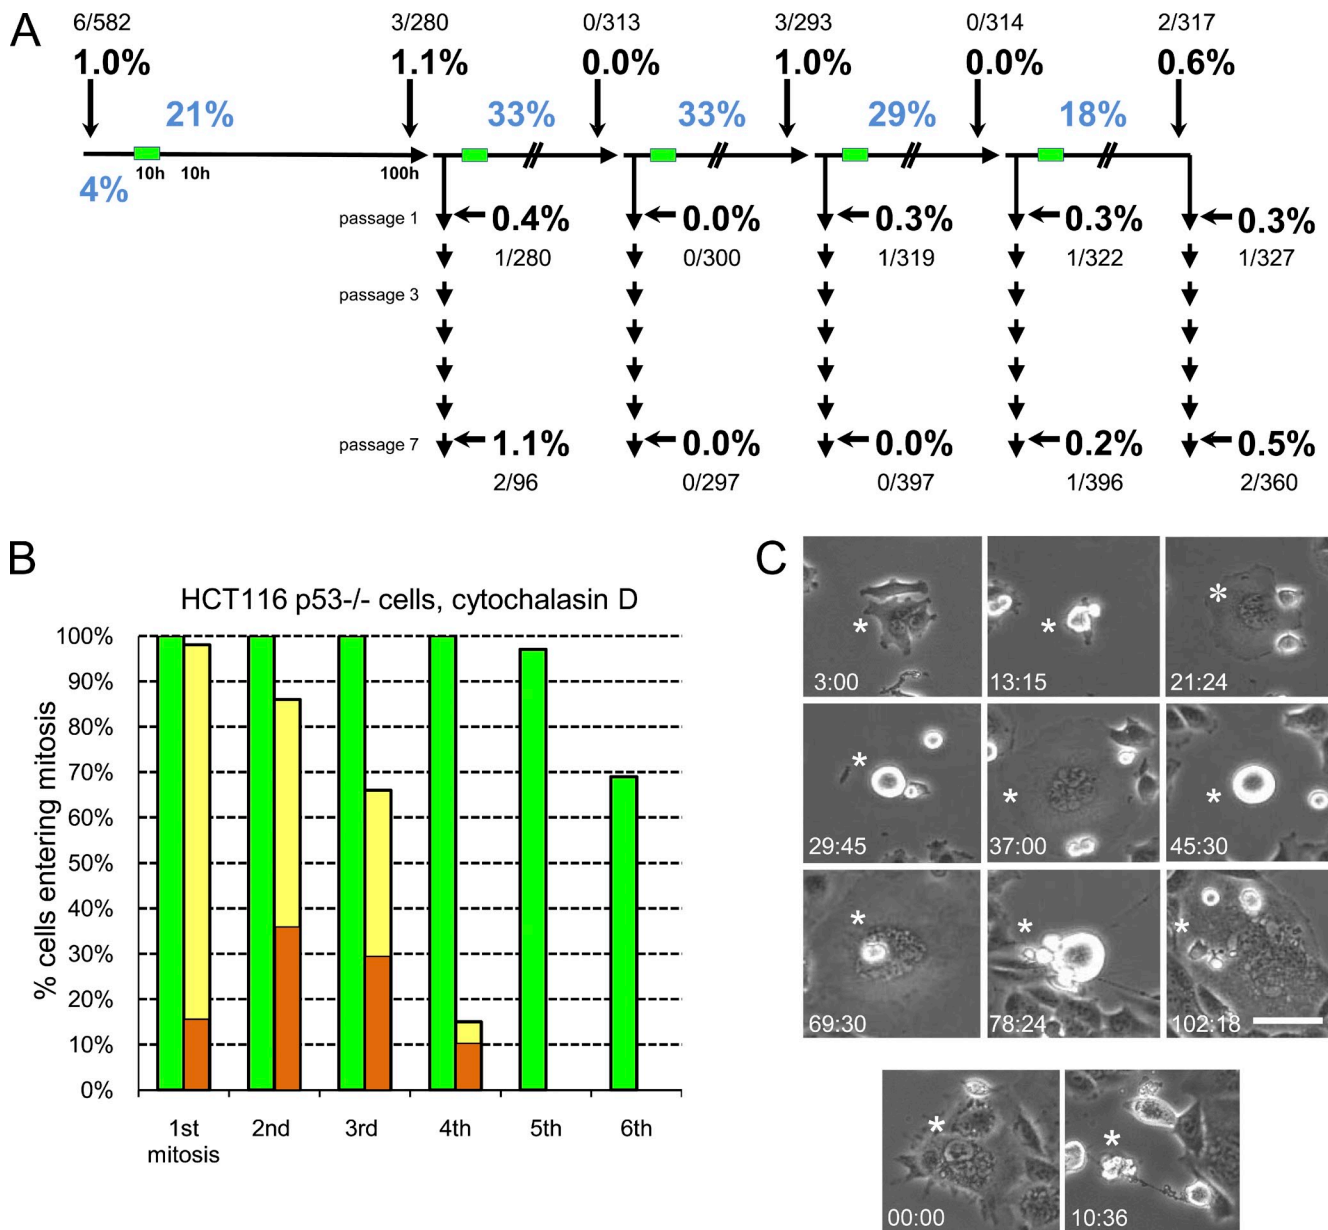 A
6/582 3/280 0/313 3/293 0/314 2/317
1.0% 1.1% 0.0% 1.0% 0.0% 0.6%
21% 33% 33% 29% 18%
10h 10h 100h
4%
passage 1 0.4% 0.0% 0.3% 0.3% 0.3%
1/280 0/300 1/319 1/322 1/327
passage 3
passage 7 1.1% 0.0% 0.0% 0.2% 0.5%
2/96 0/297 0/397 1/396 2/360
B
HCT116 p53-/- cells, cytochalasin D
% cells entering mitosis
100%
90%
80%
70%
60%
50%
40%
30%
20%
10%
0%
1st mitosis 2nd 3rd 4th 5th 6th
C
* * *
3:00 13:15 21:24
* * *
29:45 37:00 45:30
* * *
69:30 78:24 102:18
* *
00:00 10:36